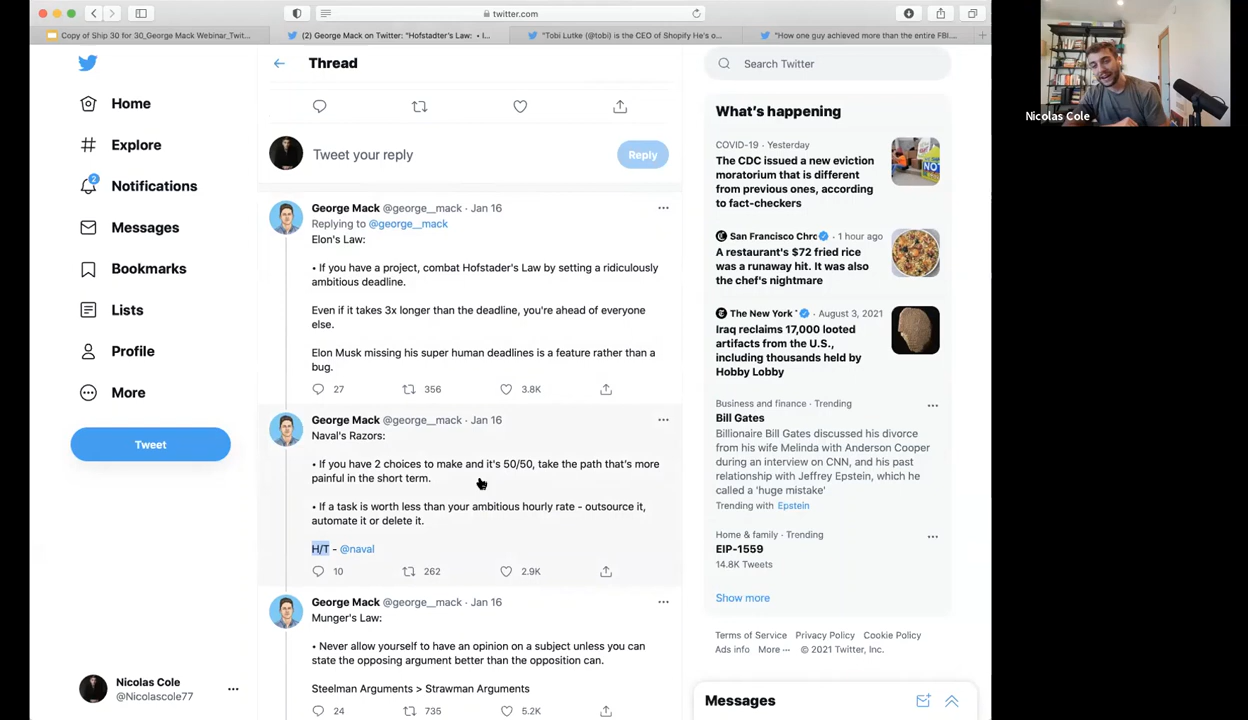 twitter.com
Copy of Ship 30 for 30_George Mack Webinar_Twit...
(2) George Mack on Twitter: "Hofstadter's Law: • I...
"Tobi Lutke (@tobi) is the CEO of Shopify He's o...
"How one guy achieved more than the entire FBI...
Home
Explore
2
Notifications
Messages
Bookmarks
Lists
Profile
More
Tweet
Nicolas Cole
@Nicolascole77
Thread
Tweet your reply
Reply
George Mack @george__mack · Jan 16
Replying to @george__mack
Elon's Law:
• If you have a project, combat Hofstader's Law by setting a ridiculously
ambitious deadline.
Even if it takes 3x longer than the deadline, you're ahead of everyone
else.
Elon Musk missing his super human deadlines is a feature rather than a
bug.
27 356 3.8K
George Mack @george__mack · Jan 16
Naval's Razors:
• If you have 2 choices to make and it's 50/50, take the path that's more
painful in the short term.
• If a task is worth less than your ambitious hourly rate - outsource it,
automate it or delete it.
H/T - @naval
10 262 2.9K
George Mack @george__mack · Jan 16
Munger's Law:
• Never allow yourself to have an opinion on a subject unless you can
state the opposing argument better than the opposition can.
Steelman Arguments > Strawman Arguments
24 735 5.2K
Search Twitter
What's happening
COVID-19 · Yesterday
The CDC issued a new eviction
moratorium that is different
from previous ones, according
to fact-checkers
NO
San Francisco Chrc · 1 hour ago
A restaurant's $72 fried rice
was a runaway hit. It was also
the chef's nightmare
The New York · August 3, 2021
Iraq reclaims 17,000 looted
artifacts from the U.S.,
including thousands held by
Hobby Lobby
Business and finance · Trending
Bill Gates
Billionaire Bill Gates discussed his divorce
from his wife Melinda with Anderson Cooper
during an interview on CNN, and his past
relationship with Jeffrey Epstein, which he
called a 'huge mistake'
Trending with Epstein
Home & family · Trending
EIP-1559
14.8K Tweets
Show more
Terms of Service Privacy Policy Cookie Policy
Ads info More ··· © 2021 Twitter, Inc.
Messages
Nicolas Cole